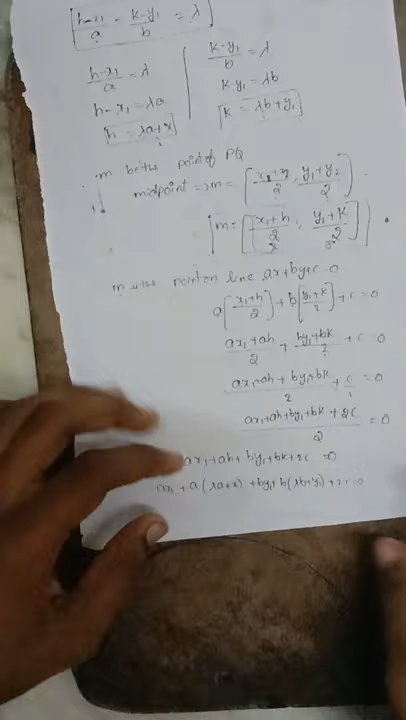 h-x1/a = k-y1/b = λ
h-x1/a = λ
h-x1 = λa
h = λa+x1
k-y1/b = λ
k-y1 = λb
k = λb+y1
m be the point of PQ
midpoint => m = [x1+x2/2, y1+y2/2]
m = [x1+h/2, y1+k/2]
m is the point on line ax+by+c=0
a[x1+h/2] + b[y1+k/2] + c = 0
ax1+ah/2 + by1+bk/2 + c = 0
ax1+ah+by1+bk/2 + c/1 = 0
ax1+ah+by1+bk+2c/2 = 0
ax1+ah+by1+bk+2c = 0
ax1+a(λa+x1)+by1+b(λb+y1)+2c=0